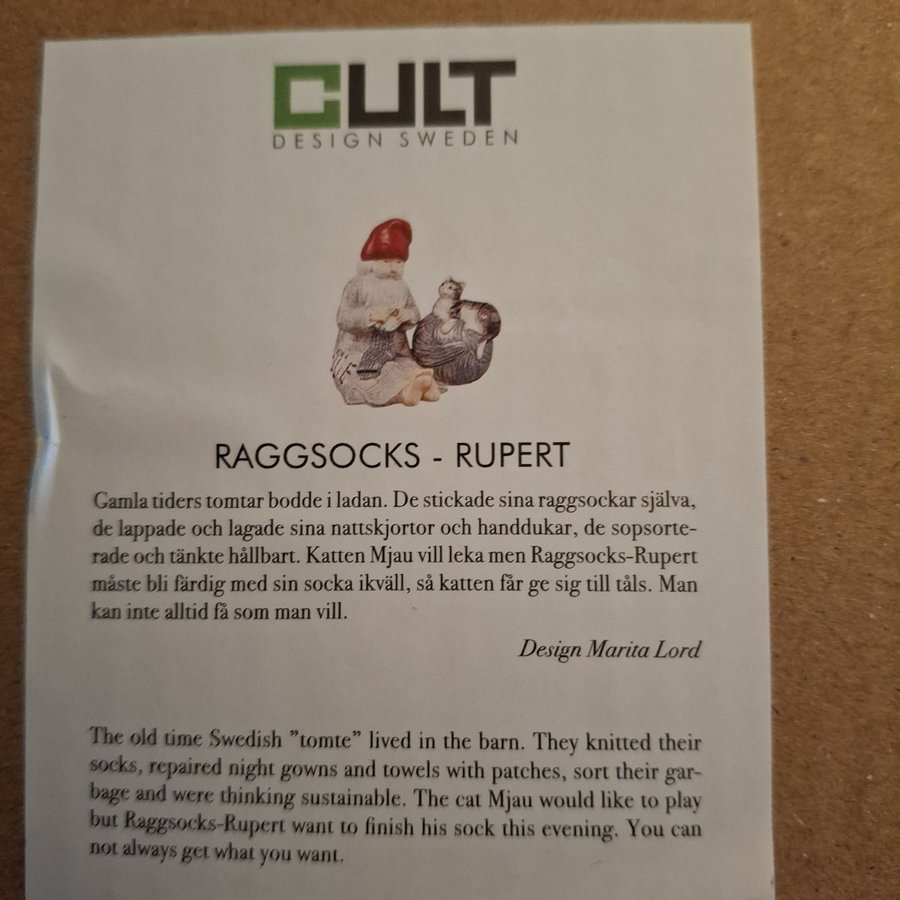 CULT
DESIGN SWEDEN
RAGGSOCKS - RUPERT
Gamla tiders tomtar bodde i ladan. De stickade sina raggsockar själva,
de lappade och lagade sina nattskjortor och handdukar, de sopsorte-
rade och tänkte hållbart. Katten Mjau vill leka men Raggsocks-Rupert
måste bli färdig med sin socka ikväll, så katten får ge sig till tåls. Man
kan inte alltid få som man vill.
Design Marita Lord
The old time Swedish ”tomte” lived in the barn. They knitted their
socks, repaired night gowns and towels with patches, sort their gar-
bage and were thinking sustainable. The cat Mjau would like to play
but Raggsocks-Rupert want to finish his sock this evening. You can
not always get what you want.